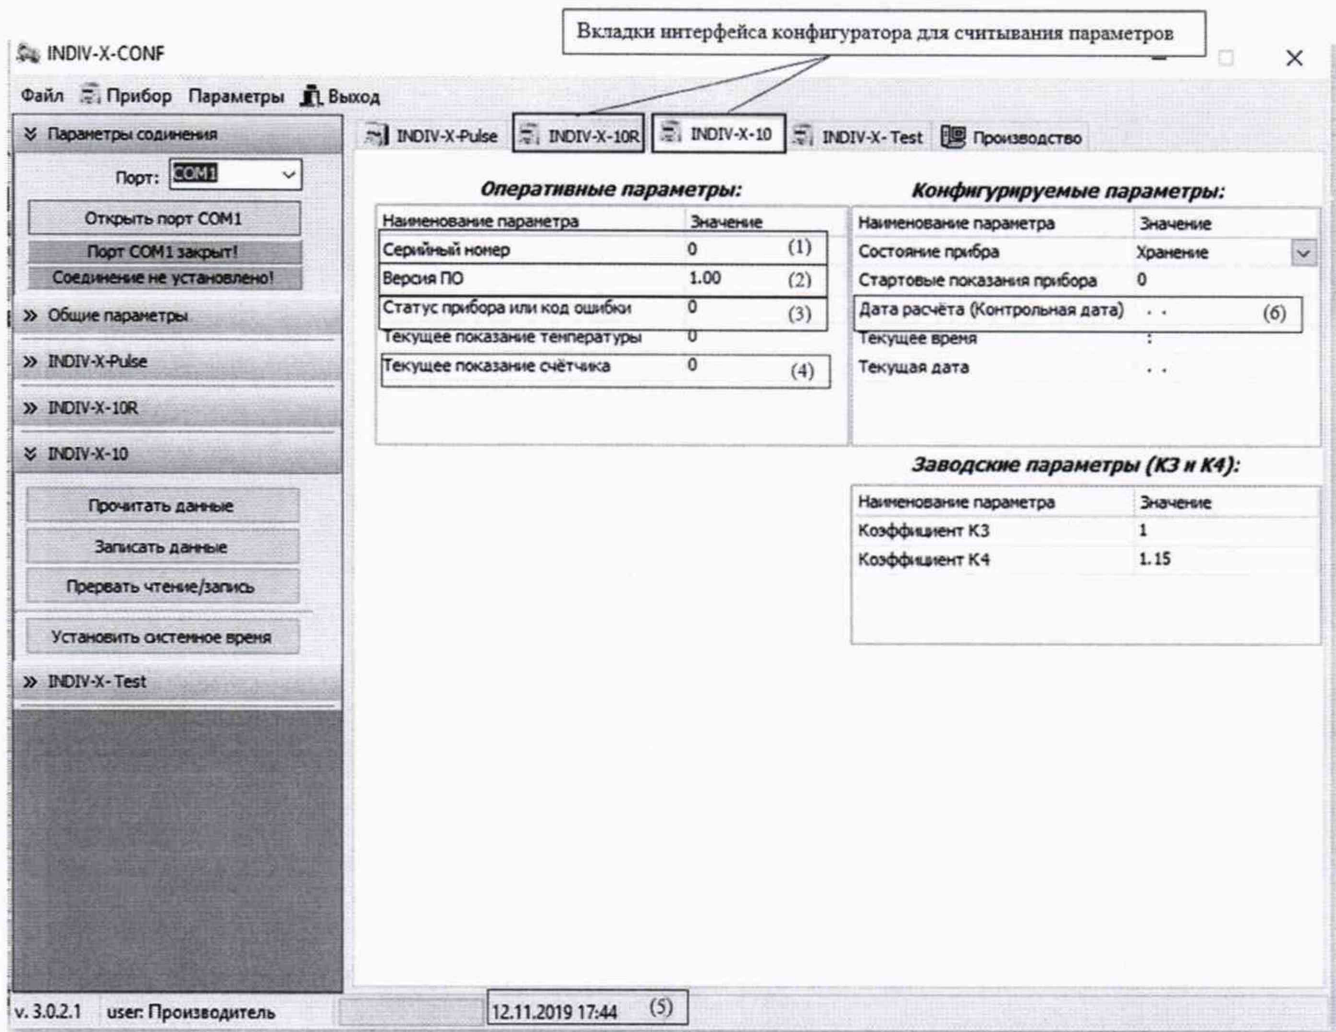 Вкладки интерфейса конфигуратора для считывания параметров
INDIV-X-CONF
Файл Прибор Параметры Выход
Параметры содинения
Порт: COM1
Открыть порт COM1
Порт COM1 закрыт!
Соединение не установлено!
Общие параметры
INDIV-X-Pulse
INDIV-X-10R
INDIV-X-10
Прочитать данные
Записать данные
Прервать чтение/запись
Установить системное время
INDIV-X- Test
INDIV-X-Pulse INDIV-X-10R INDIV-X-10 INDIV-X- Test Производство
Оперативные параметры:
Наименование параметра Значение
Серийный номер 0 (1)
Версия ПО 1.00 (2)
Статус прибора или код ошибки 0 (3)
Текущее показание температуры 0
Текущее показание счётчика 0 (4)
Конфигурируемые параметры:
Наименование параметра Значение
Состояние прибра Хранение
Стартовые показания прибора 0
Дата расчёта (Контрольная дата) . . (6)
Текущее время :
Текущая дата . .
Заводские параметры (К3 и К4):
Наименование параметра Значение
Коэффициент К3 1
Коэффициент К4 1.15
v. 3.0.2.1 user: Производитель 12.11.2019 17:44 (5)